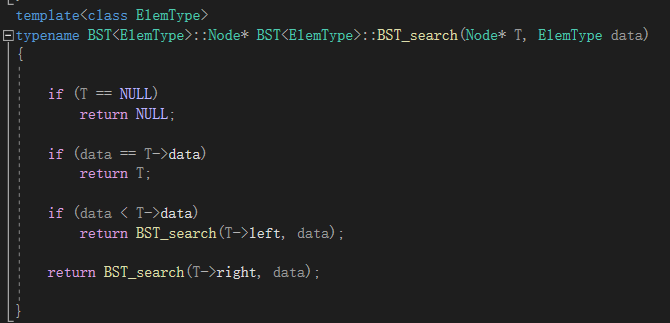 template<class ElemType>
typename BST<ElemType>::Node* BST<ElemType>::BST_search(Node* T, ElemType data)
{
if (T == NULL)
return NULL;
if (data == T->data)
return T;
if (data < T->data)
return BST_search(T->left, data);
return BST_search(T->right, data);
}